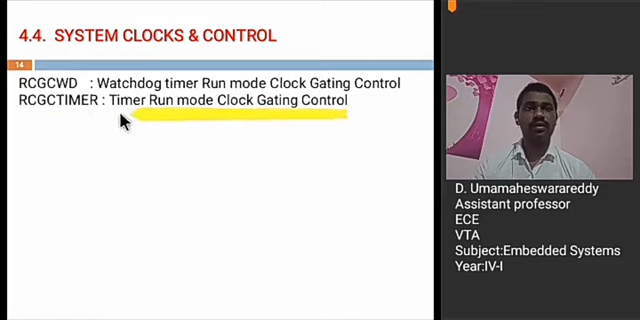 4.4. SYSTEM CLOCKS & CONTROL
14
RCGCWD : Watchdog timer Run mode Clock Gating Control
RCGCTIMER : Timer Run mode Clock Gating Control
D. Umamaheswarareddy
Assistant professor
ECE
VTA
Subject:Embedded Systems
Year:IV-I